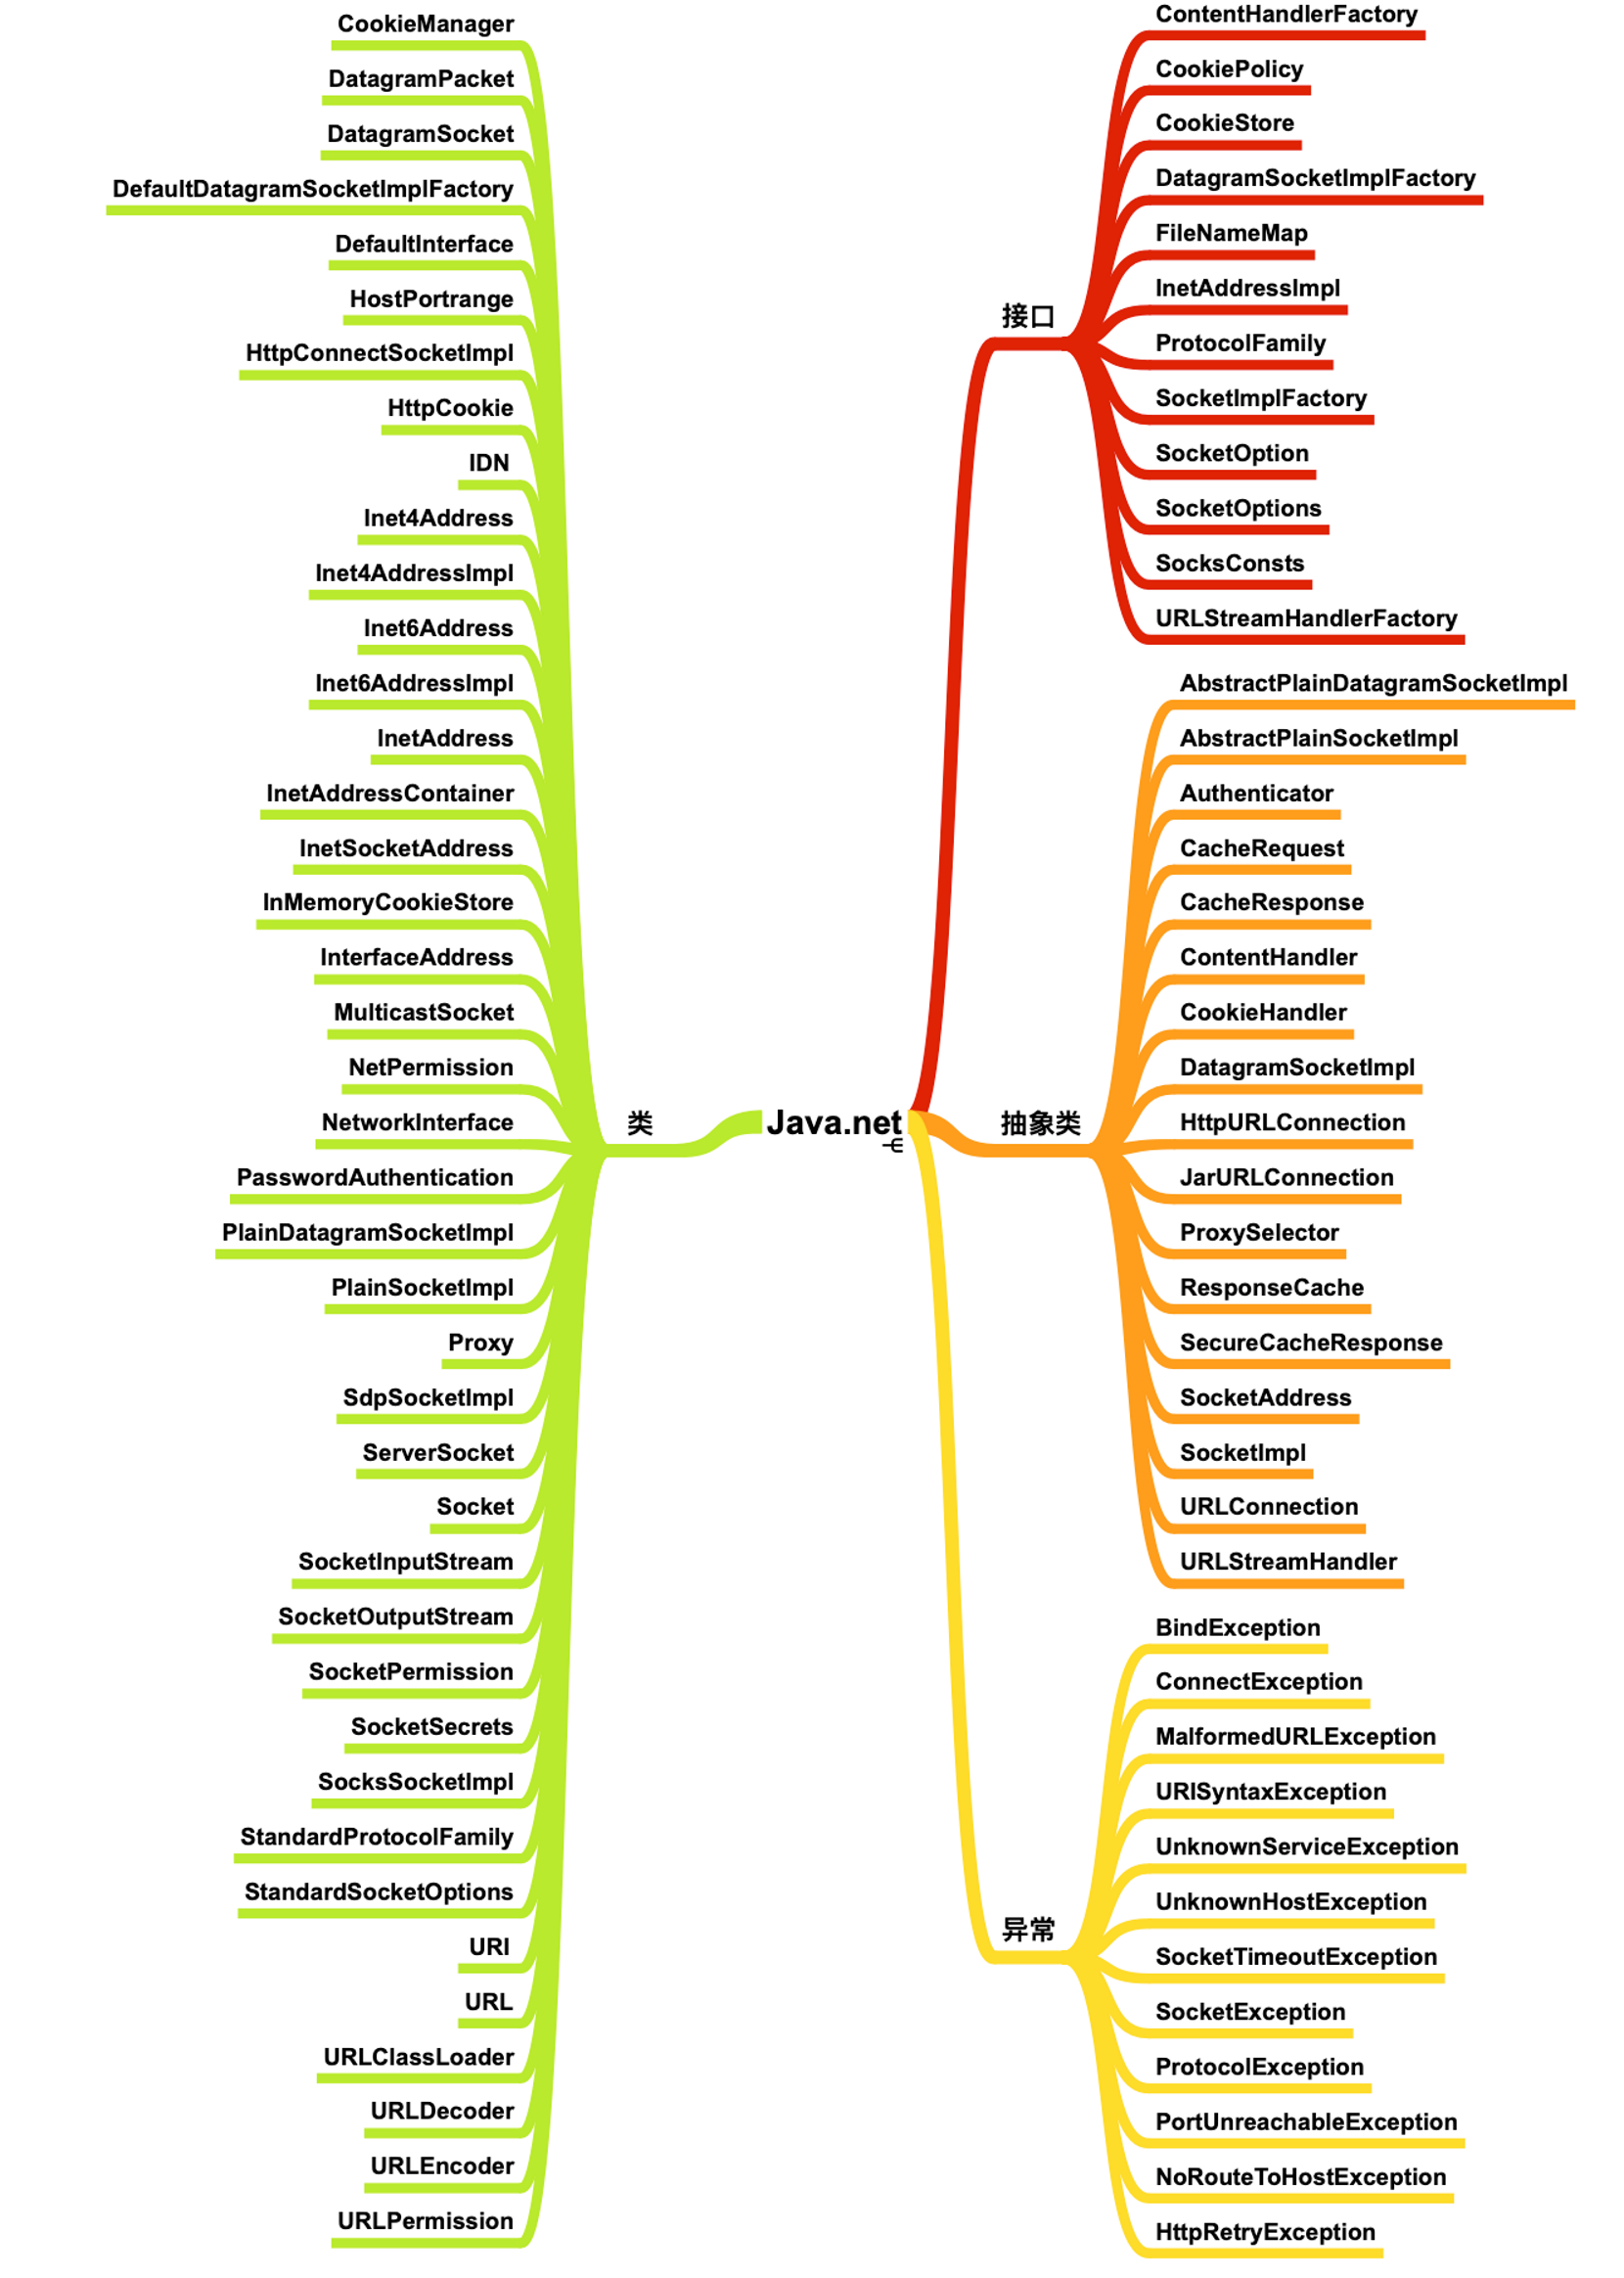 Java.net
类
CookieManager
DatagramPacket
DatagramSocket
DefaultDatagramSocketImplFactory
DefaultInterface
HostPortrange
HttpConnectSocketImpl
HttpCookie
IDN
Inet4Address
Inet4AddressImpl
Inet6Address
Inet6AddressImpl
InetAddress
InetAddressContainer
InetSocketAddress
InMemoryCookieStore
InterfaceAddress
MulticastSocket
NetPermission
NetworkInterface
PasswordAuthentication
PlainDatagramSocketImpl
PlainSocketImpl
Proxy
SdpSocketImpl
ServerSocket
Socket
SocketInputStream
SocketOutputStream
SocketPermission
SocketSecrets
SocksSocketImpl
StandardProtocolFamily
StandardSocketOptions
URI
URL
URLClassLoader
URLDecoder
URLEncoder
URLPermission
接口
ContentHandlerFactory
CookiePolicy
CookieStore
DatagramSocketImplFactory
FileNameMap
InetAddressImpl
ProtocolFamily
SocketImplFactory
SocketOption
SocketOptions
SocksConsts
URLStreamHandlerFactory
抽象类
AbstractPlainDatagramSocketImpl
AbstractPlainSocketImpl
Authenticator
CacheRequest
CacheResponse
ContentHandler
CookieHandler
DatagramSocketImpl
HttpURLConnection
JarURLConnection
ProxySelector
ResponseCache
SecureCacheResponse
SocketAddress
SocketImpl
URLConnection
URLStreamHandler
异常
BindException
ConnectException
MalformedURLException
URISyntaxException
UnknownServiceException
UnknownHostException
SocketTimeoutException
SocketException
ProtocolException
PortUnreachableException
NoRouteToHostException
HttpRetryException